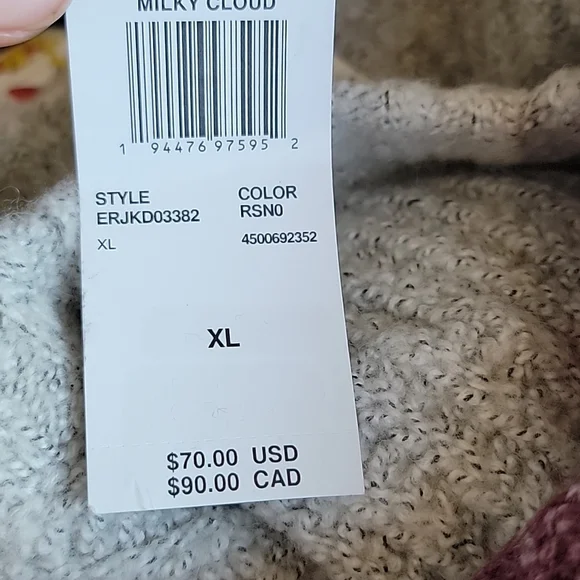 MILKY CLOUD
1 94476 97595 2
STYLE COLOR
ERJKD03382 RSN0
XL 4500692352
XL
$70.00 USD
$90.00 CAD